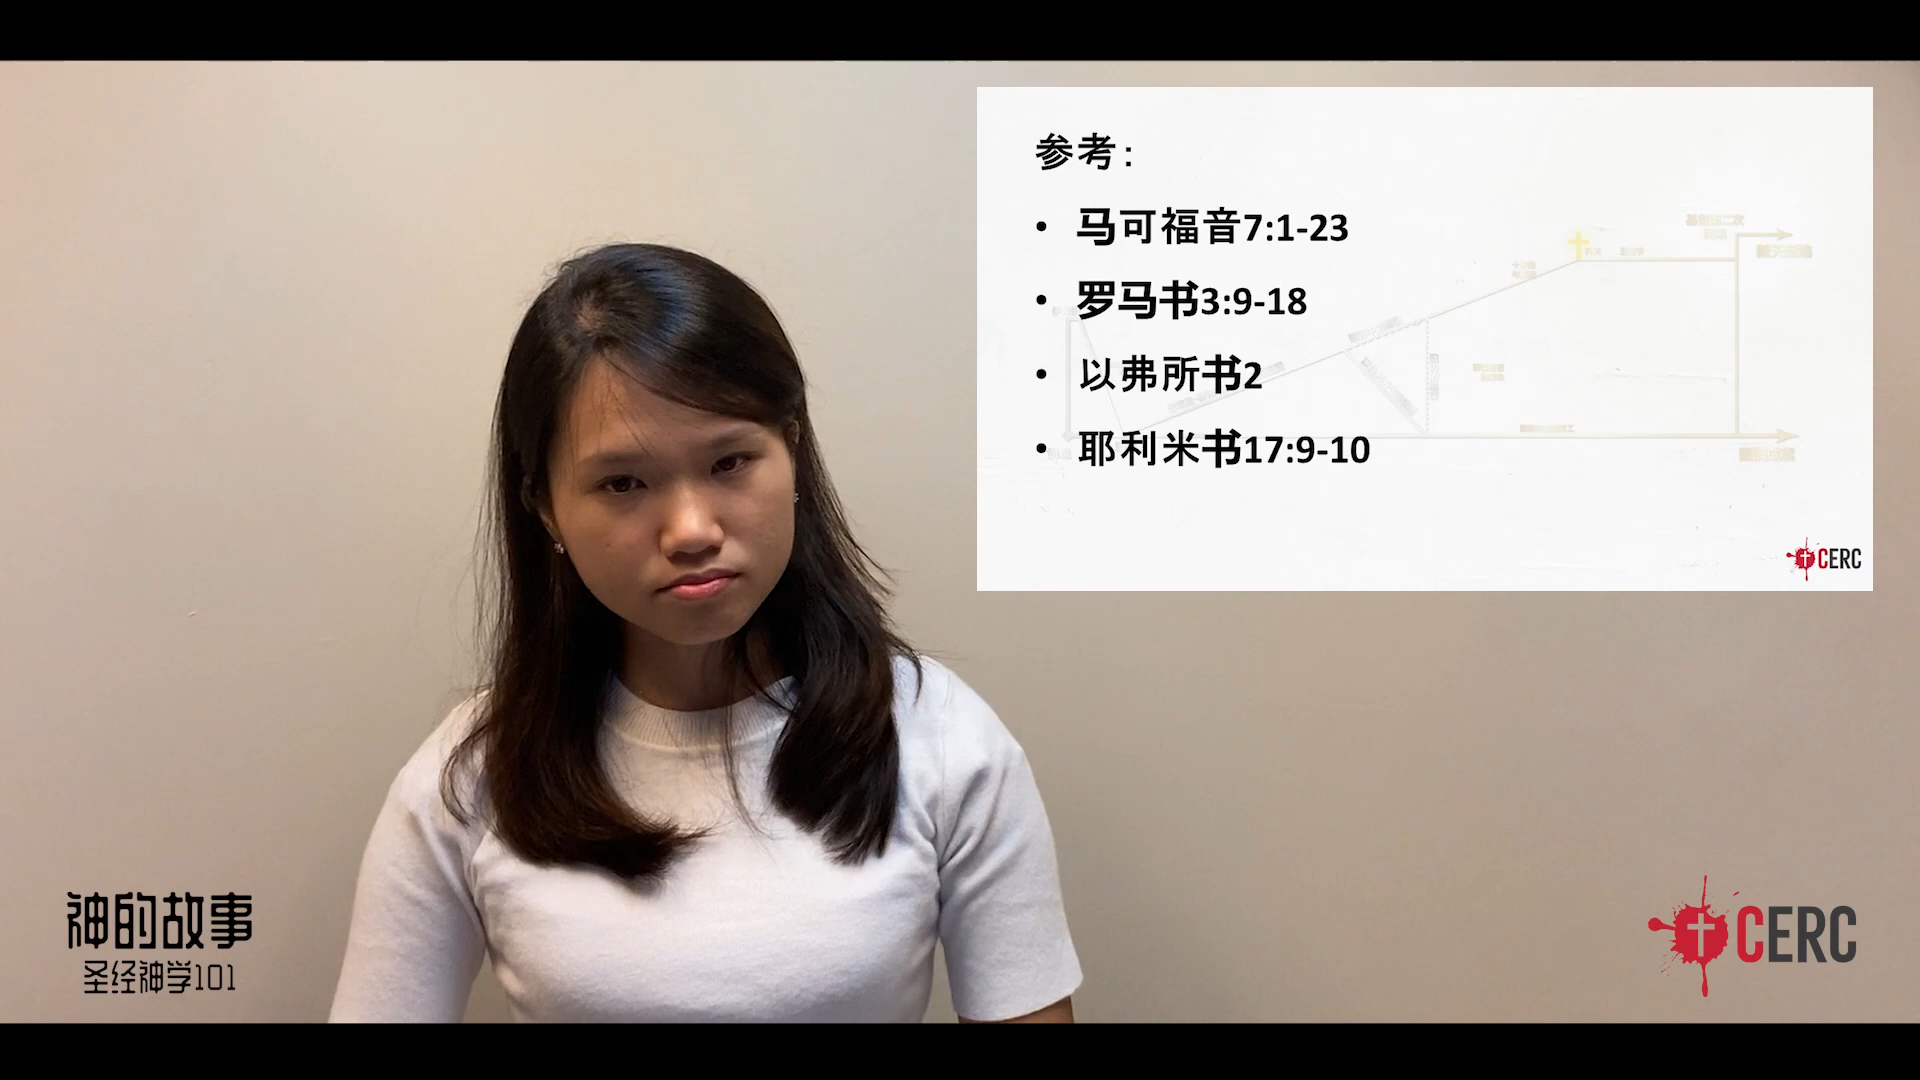 参考：
• 马可福音7:1-23
• 罗马书3:9-18
• 以弗所书2
• 耶利米书17:9-10
CERC
神的故事
圣经神学101
CERC